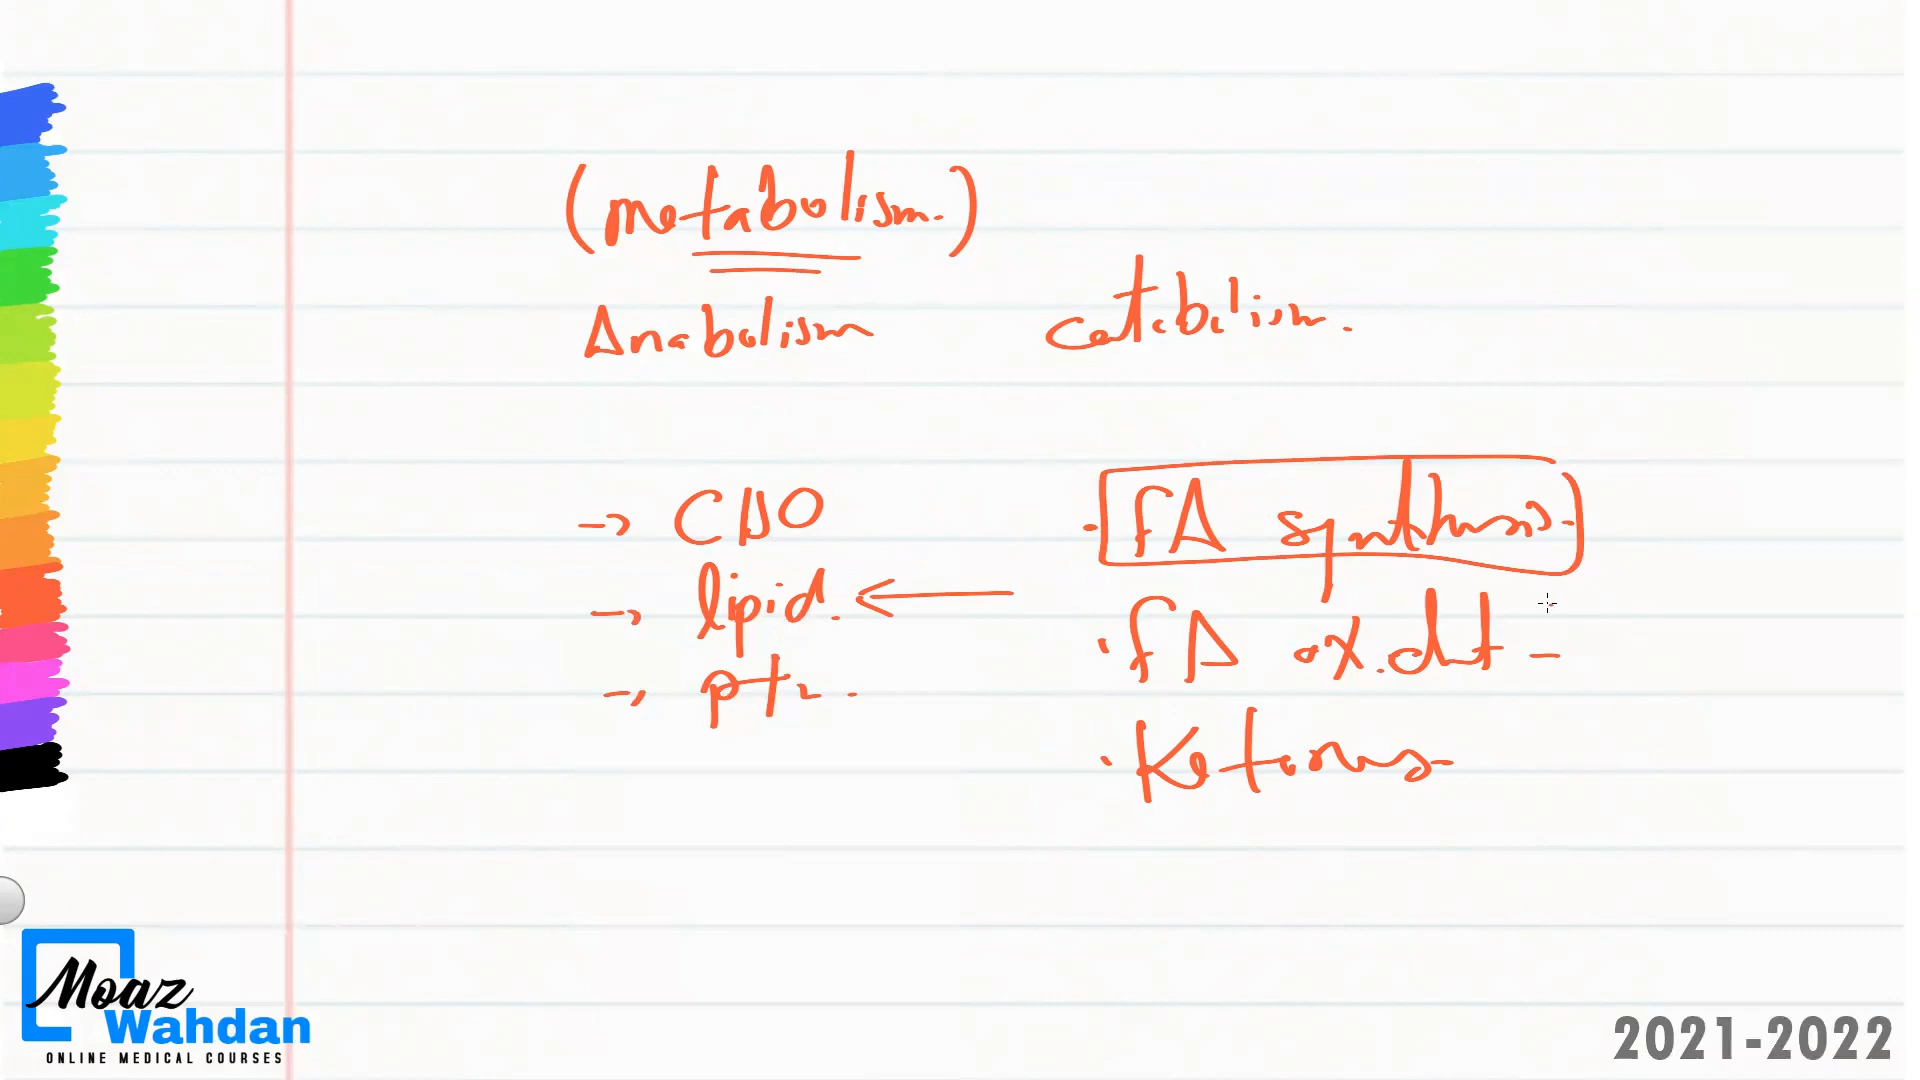 (metabolism.)
Anabolism catabolism.
→ CHO
→ lipid. ←
→ ptn.
. FA synthesis.
. FA oxidat -
. Ketones
Moaz
Wahdan
ONLINE MEDICAL COURSES
2021-2022